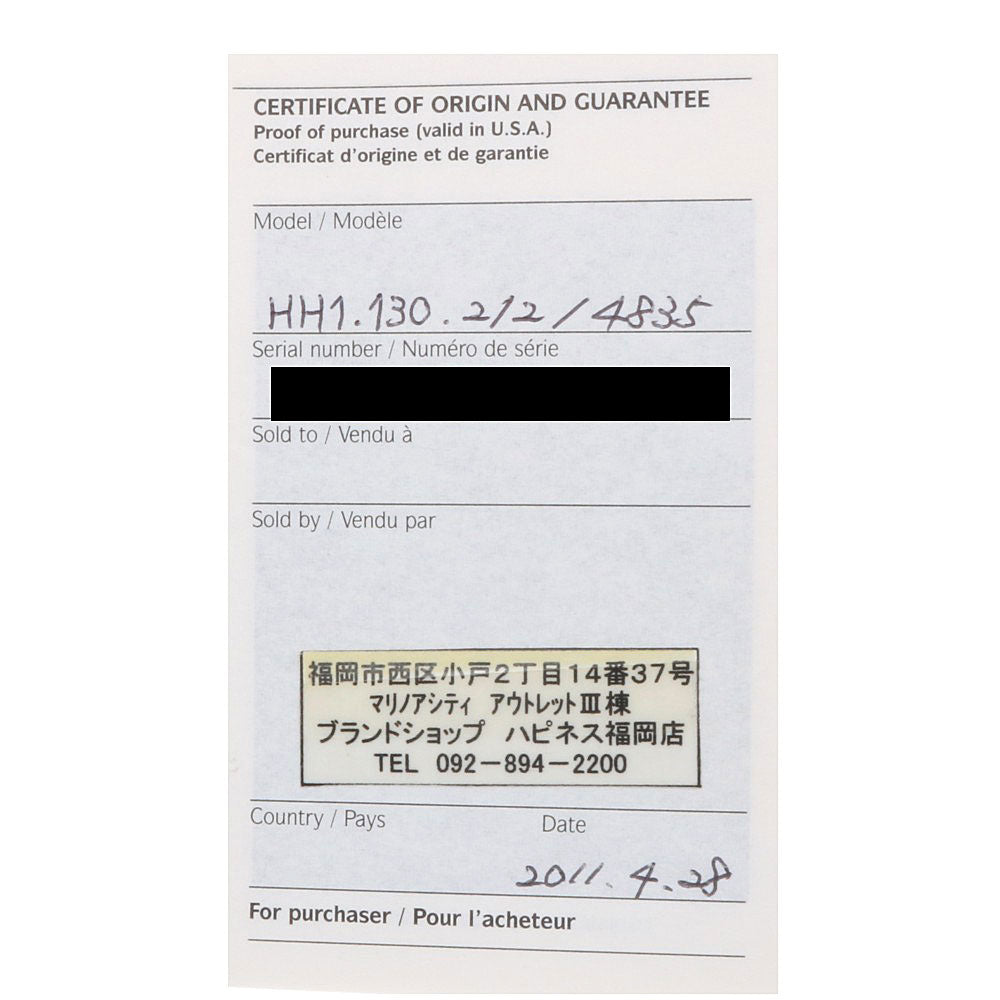 CERTIFICATE OF ORIGIN AND GUARANTEE
Proof of purchase (valid in U.S.A.)
Certificat d'origine et de garantie
Model / Modèle
HH1.130.212/4835
Serial number / Numéro de série
Sold to / Vendu à
Sold by / Vendu par
福岡市西区小戸2丁目14番37号
マリノアシティ アウトレットⅢ棟
ブランドショップ ハピネス福岡店
TEL 092-894-2200
Country / Pays Date
2011.4.28
For purchaser / Pour l'acheteur